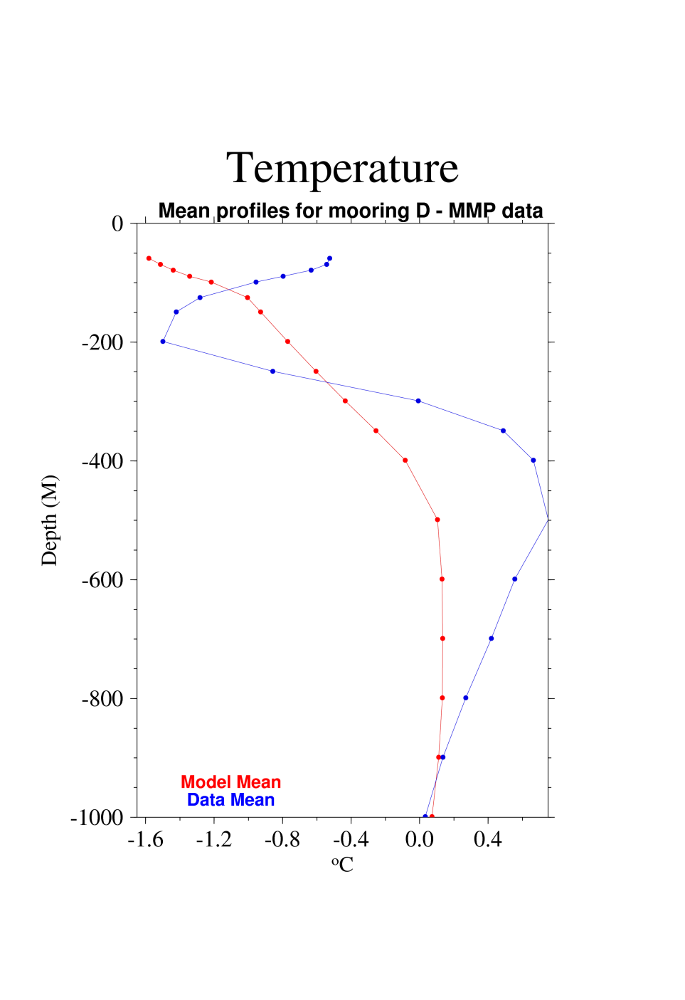 Temperature
Mean profiles for mooring D - MMP data
0
-200
-400
-600
-800
-1000
Depth (M)
Model Mean
Data Mean
-1.6 -1.2 -0.8 -0.4 0.0 0.4
oC